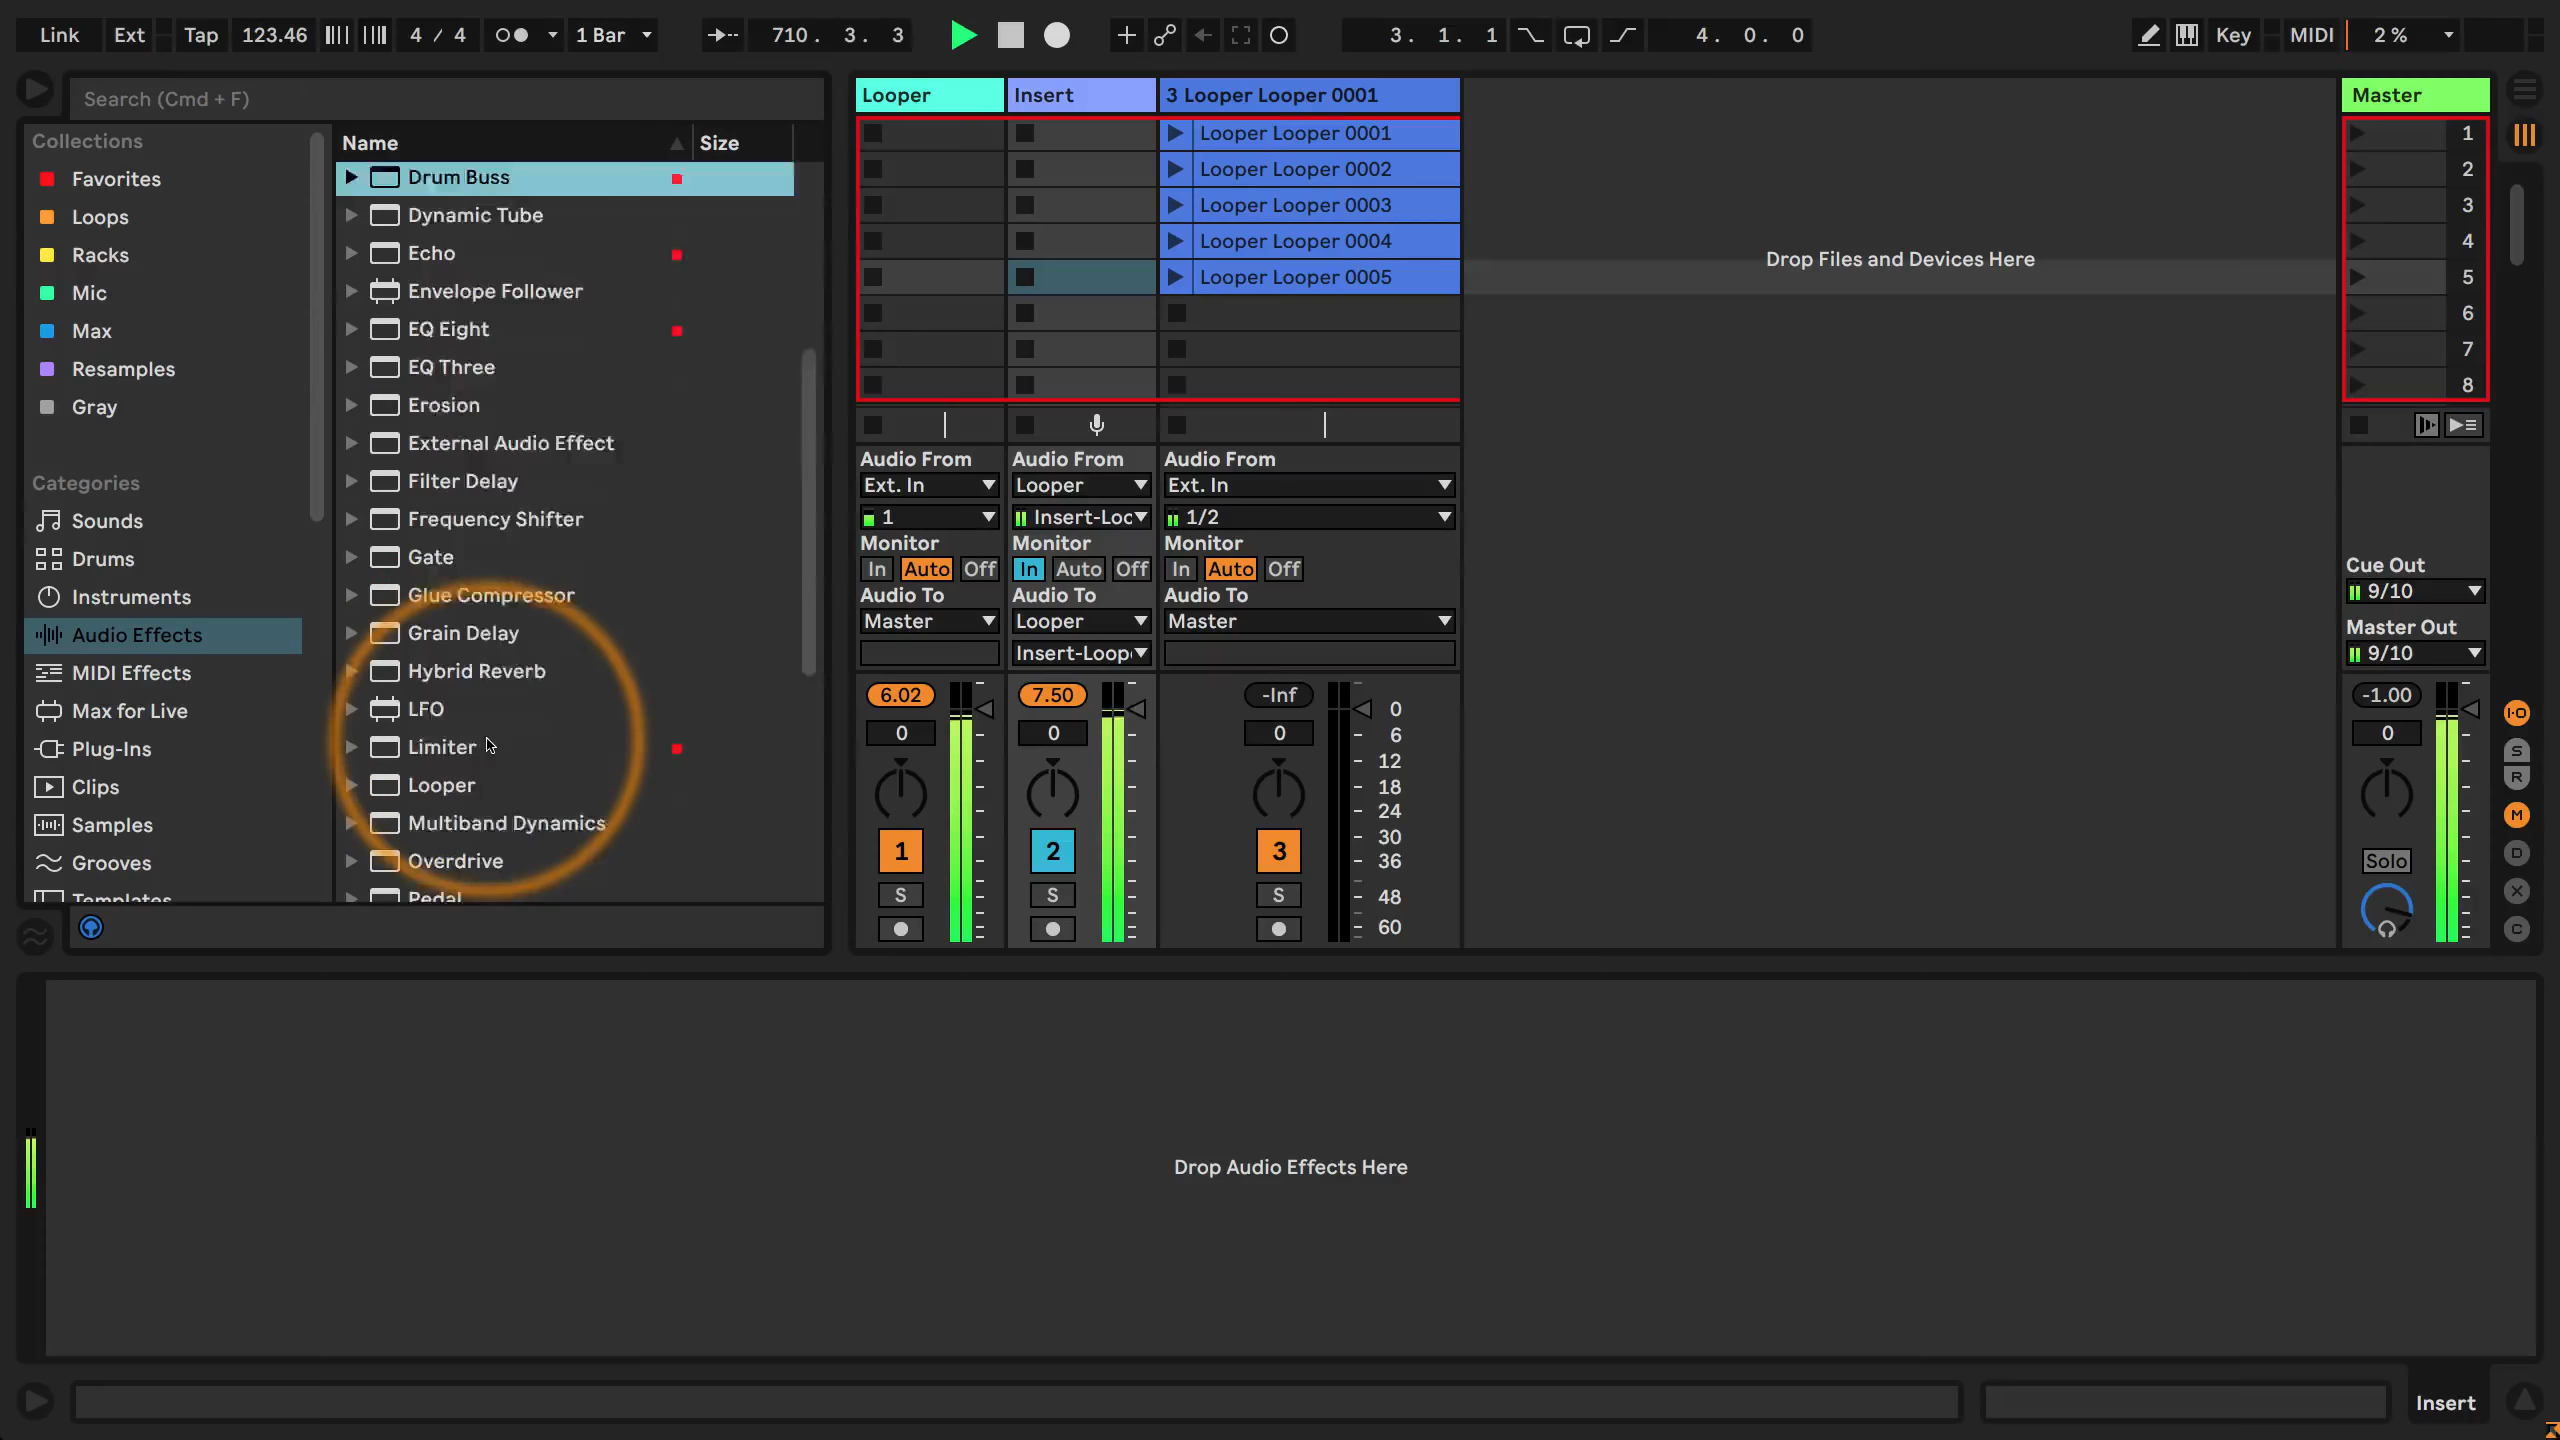 Link Ext Tap 123.46 4 / 4 1 Bar 710. 3. 3 3. 1. 1 4. 0. 0 Key MIDI 2 %
Search (Cmd + F)
Collections
Favorites
Loops
Racks
Mic
Max
Resamples
Gray
Categories
Sounds
Drums
Instruments
Audio Effects
MIDI Effects
Max for Live
Plug-Ins
Clips
Samples
Grooves
Templates
Name Size
Drum Buss
Dynamic Tube
Echo
Envelope Follower
EQ Eight
EQ Three
Erosion
External Audio Effect
Filter Delay
Frequency Shifter
Gate
Glue Compressor
Grain Delay
Hybrid Reverb
LFO
Limiter
Looper
Multiband Dynamics
Overdrive
Pedal
Looper
Audio From
Ext. In
1
Monitor
In Auto Off
Audio To
Master
6.02
0
1
S
Insert
Audio From
Looper
Insert-Loo
Monitor
In Auto Off
Audio To
Looper
Insert-Loop
7.50
0
2
S
3 Looper Looper 0001
Looper Looper 0001
Looper Looper 0002
Looper Looper 0003
Looper Looper 0004
Looper Looper 0005
Audio From
Ext. In
1/2
Monitor
In Auto Off
Audio To
Master
-Inf
0
3
S
0
6
12
18
24
30
36
48
60
Drop Files and Devices Here
Master
1
2
3
4
5
6
7
8
Cue Out
9/10
Master Out
9/10
-1.00
0
Solo
I·O
S
R
M
D
X
C
Drop Audio Effects Here
Insert